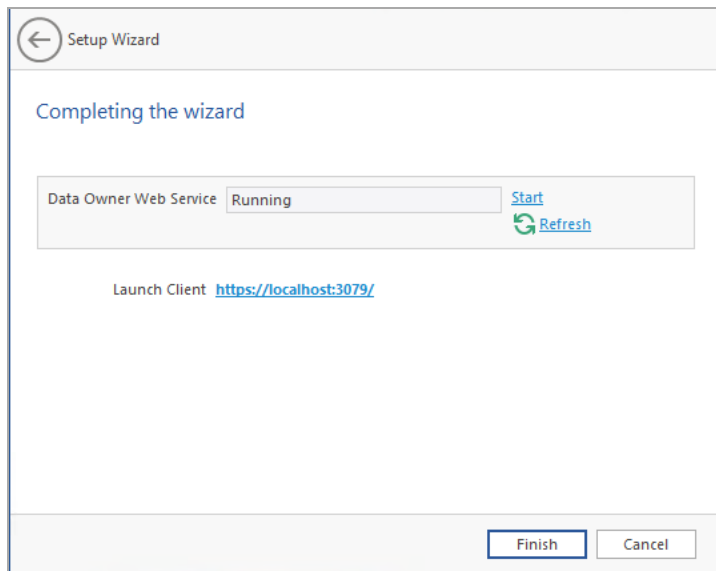 Setup Wizard
Completing the wizard
Data Owner Web Service Running Start
Refresh
Launch Client https://localhost:3079/
Finish Cancel